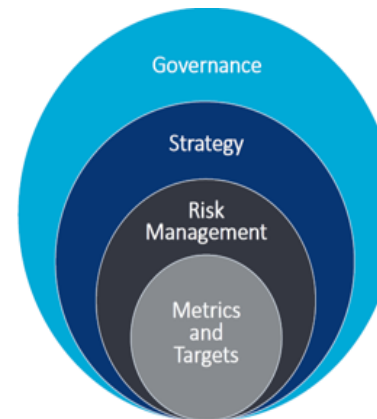 Governance
Strategy
Risk
Management
Metrics
and
Targets